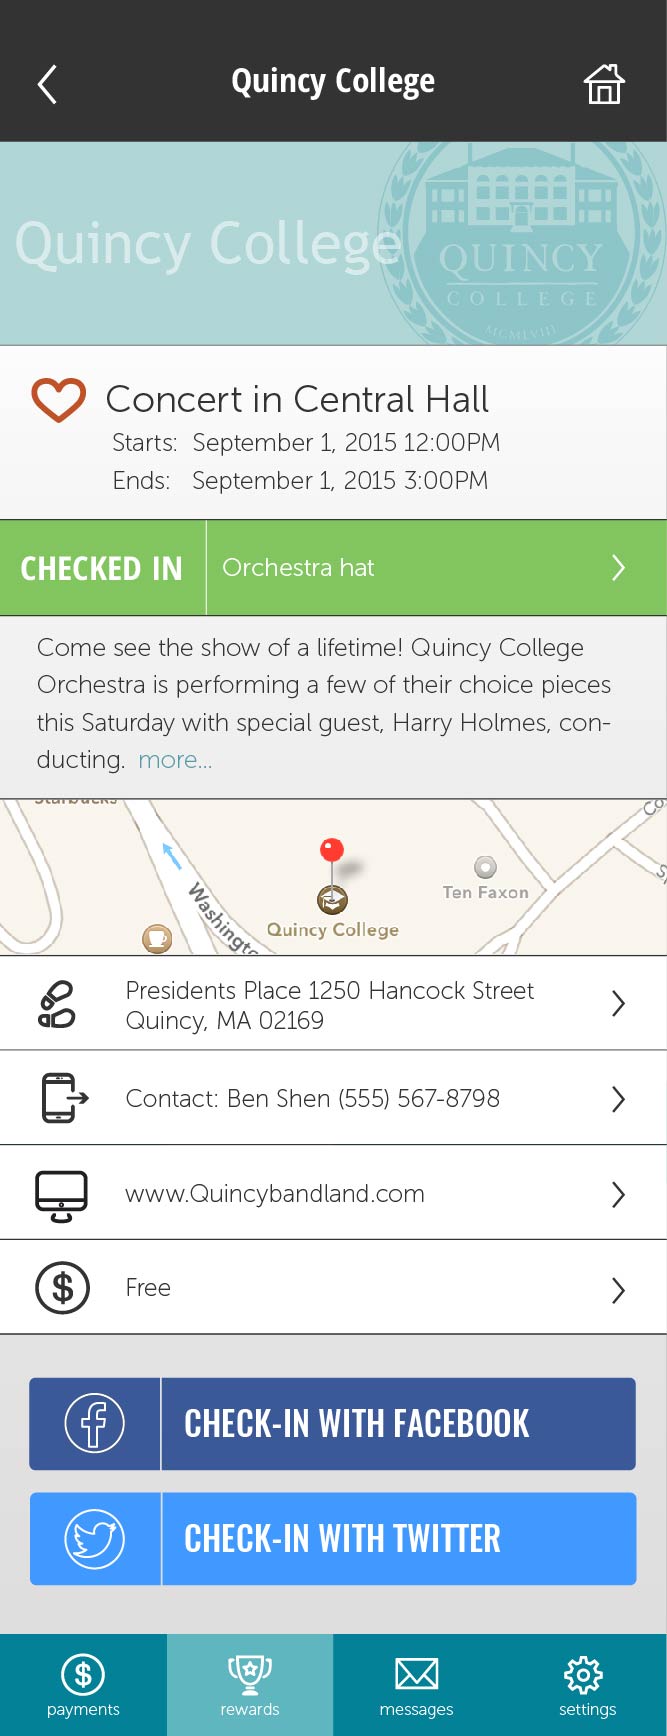 Quincy College
Quincy College
QUINCY
COLLEGE
MCMLVIII
Concert in Central Hall
Starts: September 1, 2015 12:00PM
Ends: September 1, 2015 3:00PM
CHECKED IN Orchestra hat
Come see the show of a lifetime! Quincy College
Orchestra is performing a few of their choice pieces
this Saturday with special guest, Harry Holmes, con-
ducting. more...
Starbucks
Ten Faxon
Quincy College
Presidents Place 1250 Hancock Street
Quincy, MA 02169
Contact: Ben Shen (555) 567-8798
www.Quincybandland.com
Free
CHECK-IN WITH FACEBOOK
CHECK-IN WITH TWITTER
payments rewards messages settings